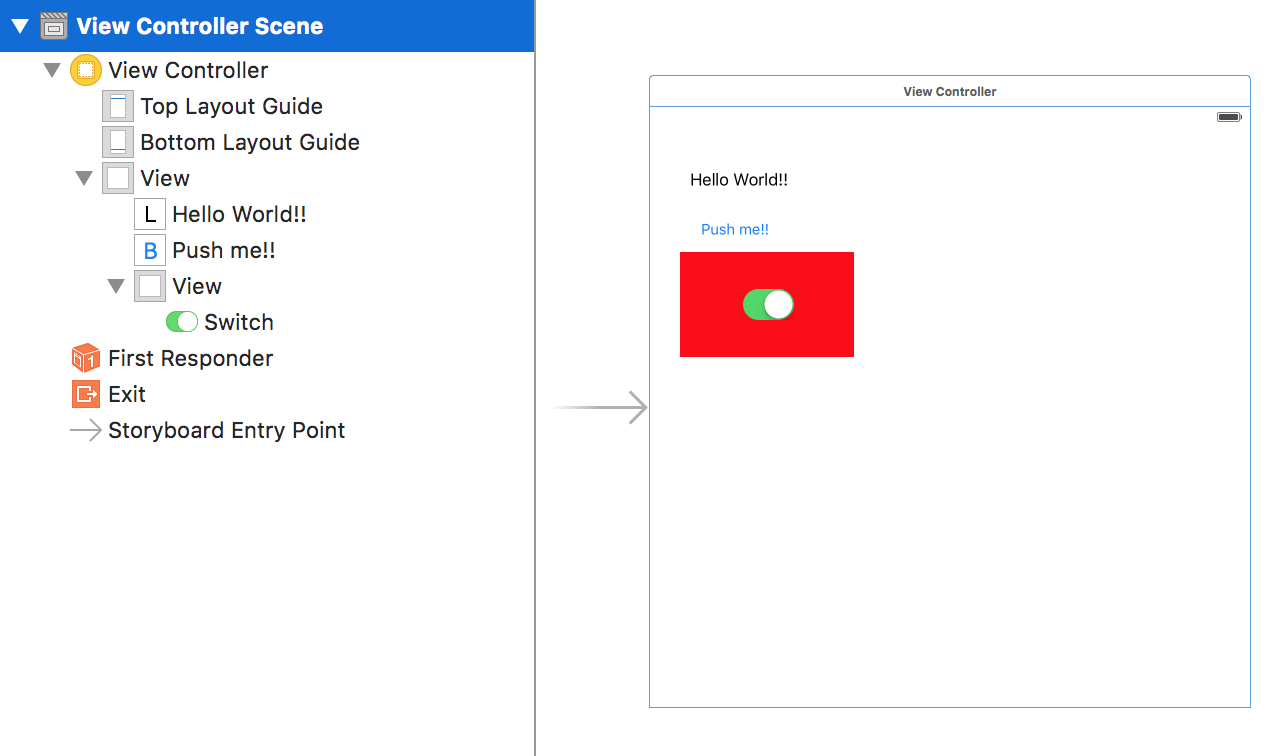 View Controller Scene
View Controller
Top Layout Guide
Bottom Layout Guide
View
L Hello World!!
B Push me!!
View
Switch
1 First Responder
Exit
Storyboard Entry Point
View Controller
Hello World!!
Push me!!